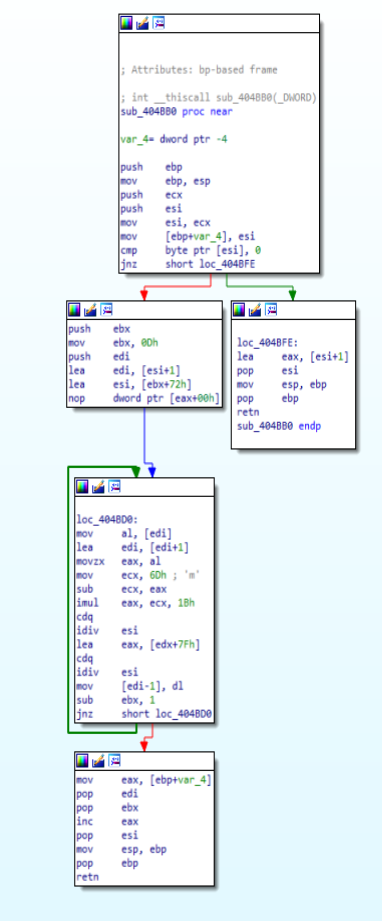 ; Attributes: bp-based frame
; int __thiscall sub_404BB0(_DWORD)
sub_404BB0 proc near
var_4= dword ptr -4
push ebp
mov ebp, esp
push ecx
push esi
mov esi, ecx
mov [ebp+var_4], esi
cmp byte ptr [esi], 0
jnz short loc_404BFE
push ebx
mov ebx, 0Dh
push edi
lea edi, [esi+1]
lea esi, [ebx+72h]
nop dword ptr [eax+00h]
loc_404BFE:
lea eax, [esi+1]
pop esi
mov esp, ebp
pop ebp
retn
sub_404BB0 endp
loc_404BD0:
mov al, [edi]
lea edi, [edi+1]
movzx eax, al
mov ecx, 6Dh ; 'm'
sub ecx, eax
imul eax, ecx, 1Bh
cdq
idiv esi
lea eax, [edx+7Fh]
cdq
idiv esi
mov [edi-1], dl
sub ebx, 1
jnz short loc_404BD0
mov eax, [ebp+var_4]
pop edi
pop ebx
inc eax
pop esi
mov esp, ebp
pop ebp
retn